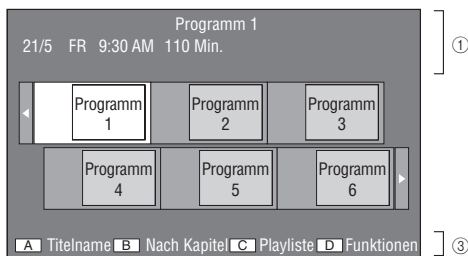 Programm 1
21/5 FR 9:30 AM 110 Min.
①
Programm
1
Programm
2
Programm
3
Programm
4
Programm
5
Programm
6
A Titelname B Nach Kapitel C Playliste D Funktionen
③